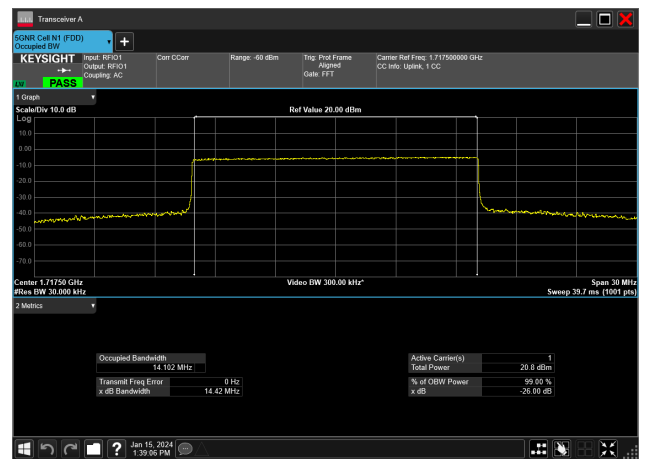 Transceiver A
5GNR Cell N1 (FDD)
Occupied BW
KEYSIGHT
LW
PASS
Input: RFIO1
Output: RFIO1
Coupling: AC
Corr CCorr
Range: -60 dBm
Trig: Prot Frame
Aligned
Gate: FFT
Carrier Ref Freq: 1.717500000 GHz
CC Info: Uplink, 1 CC
1 Graph
Scale/Div 10.0 dB
Ref Value 20.00 dBm
Log
10.0
0.00
-10.0
-20.0
-30.0
-40.0
-50.0
-60.0
-70.0
Center 1.71750 GHz
Video BW 300.00 kHz*
Span 30 MHz
#Res BW 30.000 kHz
Sweep 39.7 ms (1001 pts)
2 Metrics
Occupied Bandwidth
14.102 MHz
Transmit Freq Error 0 Hz
x dB Bandwidth 14.42 MHz
Active Carrier(s) 1
Total Power 20.8 dBm
% of OBW Power 99.00 %
x dB -26.00 dB
Jan 15, 2024
1:39:06 PM